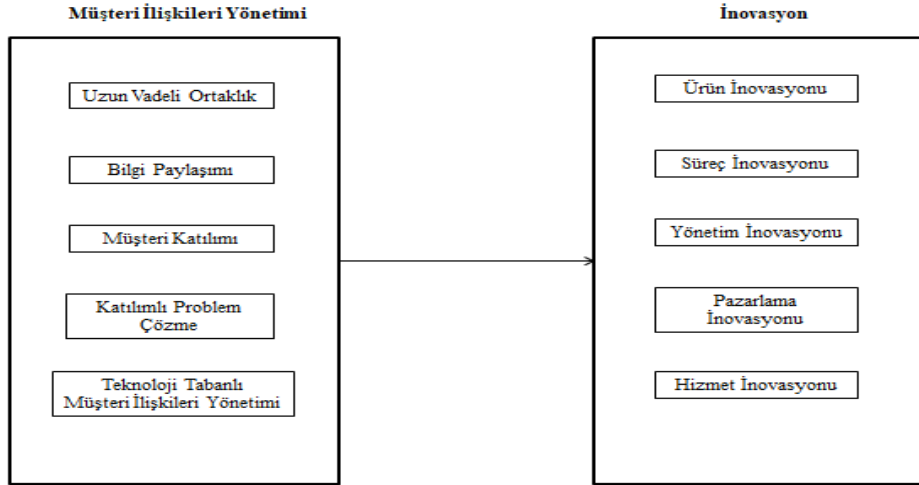 Müşteri İlişkileri Yönetimi
Uzun Vadeli Ortaklık
Bilgi Paylaşımı
Müşteri Katılımı
Katılımlı Problem
Çözme
Teknoloji Tabanlı
Müşteri İlişkileri Yönetimi
İnovasyon
Ürün İnovasyonu
Süreç İnovasyonu
Yönetim İnovasyonu
Pazarlama
İnovasyonu
Hizmet İnovasyonu